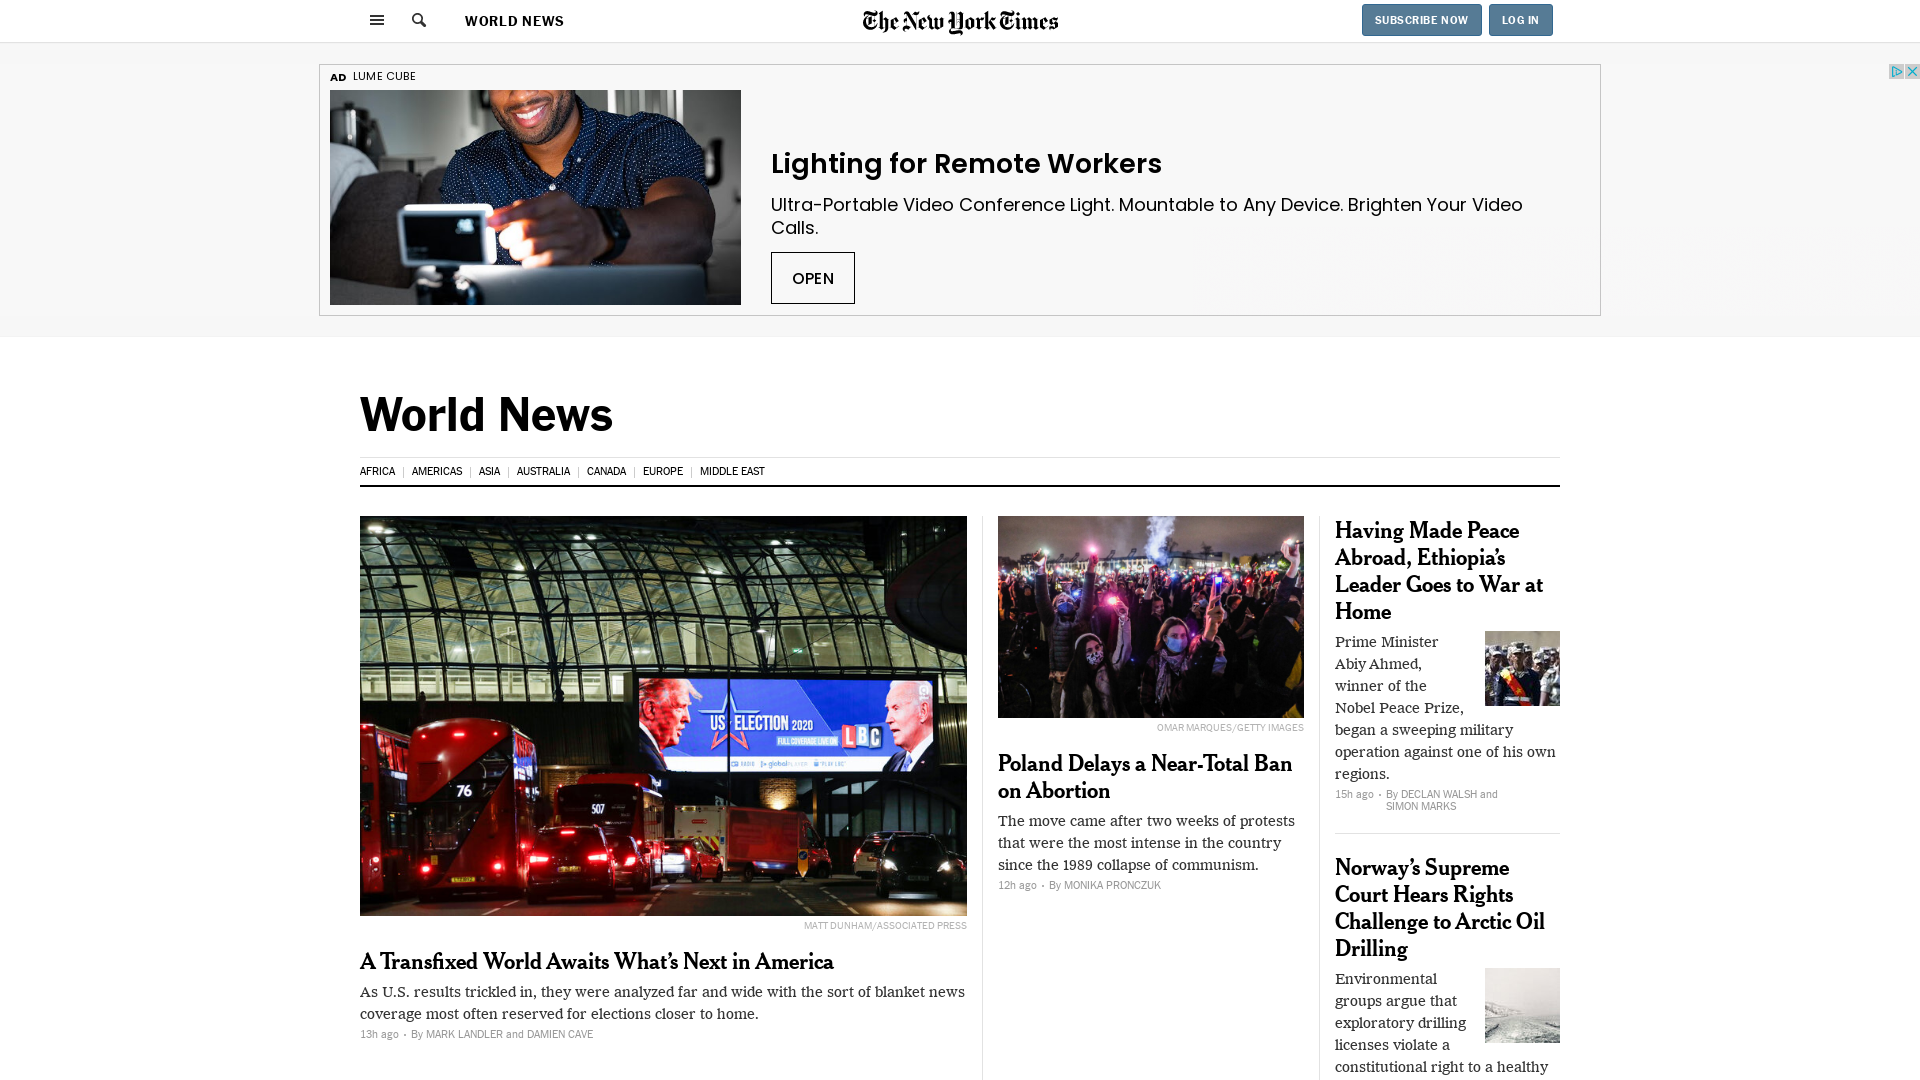 WORLD NEWS
The New York Times
SUBSCRIBE NOW
LOG IN
AD LUME CUBE
Lighting for Remote Workers
Ultra-Portable Video Conference Light. Mountable to Any Device. Brighten Your Video
Calls.
OPEN
World News
AFRICA
AMERICAS
ASIA
AUSTRALIA
CANADA
EUROPE
MIDDLE EAST
US ELECTION 2020
FULL COVERAGE LIVE ON
LBC
76
507
MATT DUNHAM/ASSOCIATED PRESS
A Transfixed World Awaits What's Next in America
As U.S. results trickled in, they were analyzed far and wide with the sort of blanket news
coverage most often reserved for elections closer to home.
13h ago · By MARK LANDLER and DAMIEN CAVE
OMAR MARQUES/GETTY IMAGES
Poland Delays a Near-Total Ban
on Abortion
The move came after two weeks of protests
that were the most intense in the country
since the 1989 collapse of communism.
12h ago · By MONIKA PRONCZUK
Having Made Peace
Abroad, Ethiopia's
Leader Goes to War at
Home
Prime Minister
Abiy Ahmed,
winner of the
Nobel Peace Prize,
began a sweeping military
operation against one of his own
regions.
15h ago · By DECLAN WALSH and
SIMON MARKS
Norway's Supreme
Court Hears Rights
Challenge to Arctic Oil
Drilling
Environmental
groups argue that
exploratory drilling
licenses violate a
constitutional right to a healthy